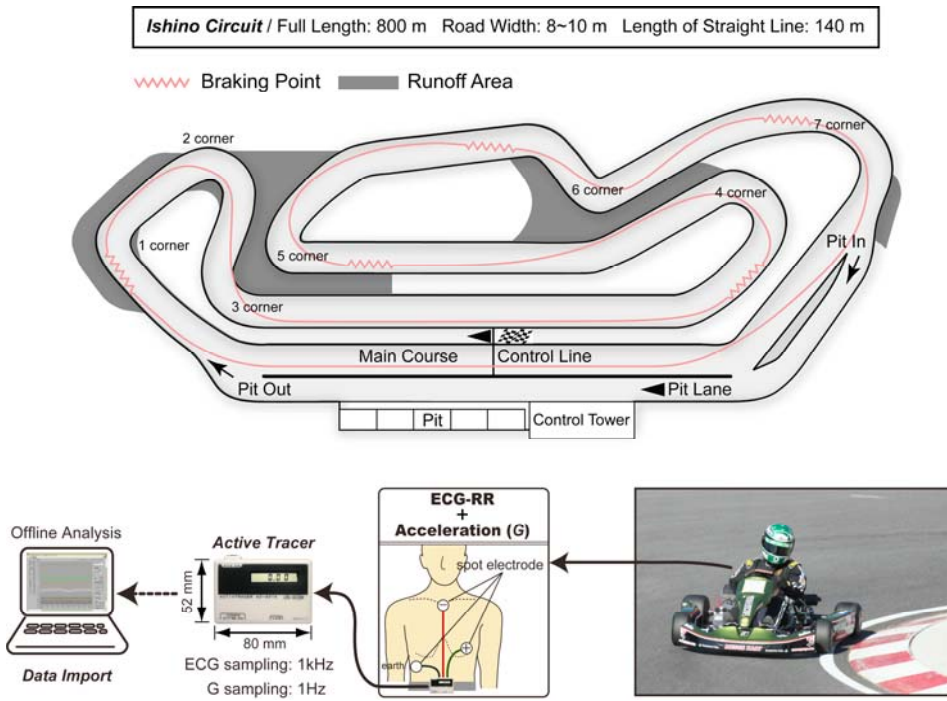 Ishino Circuit / Full Length: 800 m Road Width: 8~10 m Length of Straight Line: 140 m
Braking Point
Runoff Area
2 corner
7 corner
6 corner
4 corner
1 corner
5 corner
Pit In
3 corner
Main Course
Control Line
Pit Out
Pit Lane
Pit
Control Tower
Offline Analysis
Data Import
Active Tracer
52 mm
0.0.0
80 mm
ECG sampling: 1kHz
G sampling: 1Hz
ECG-RR
+
Acceleration (G)
spot electrode
−
+
earth